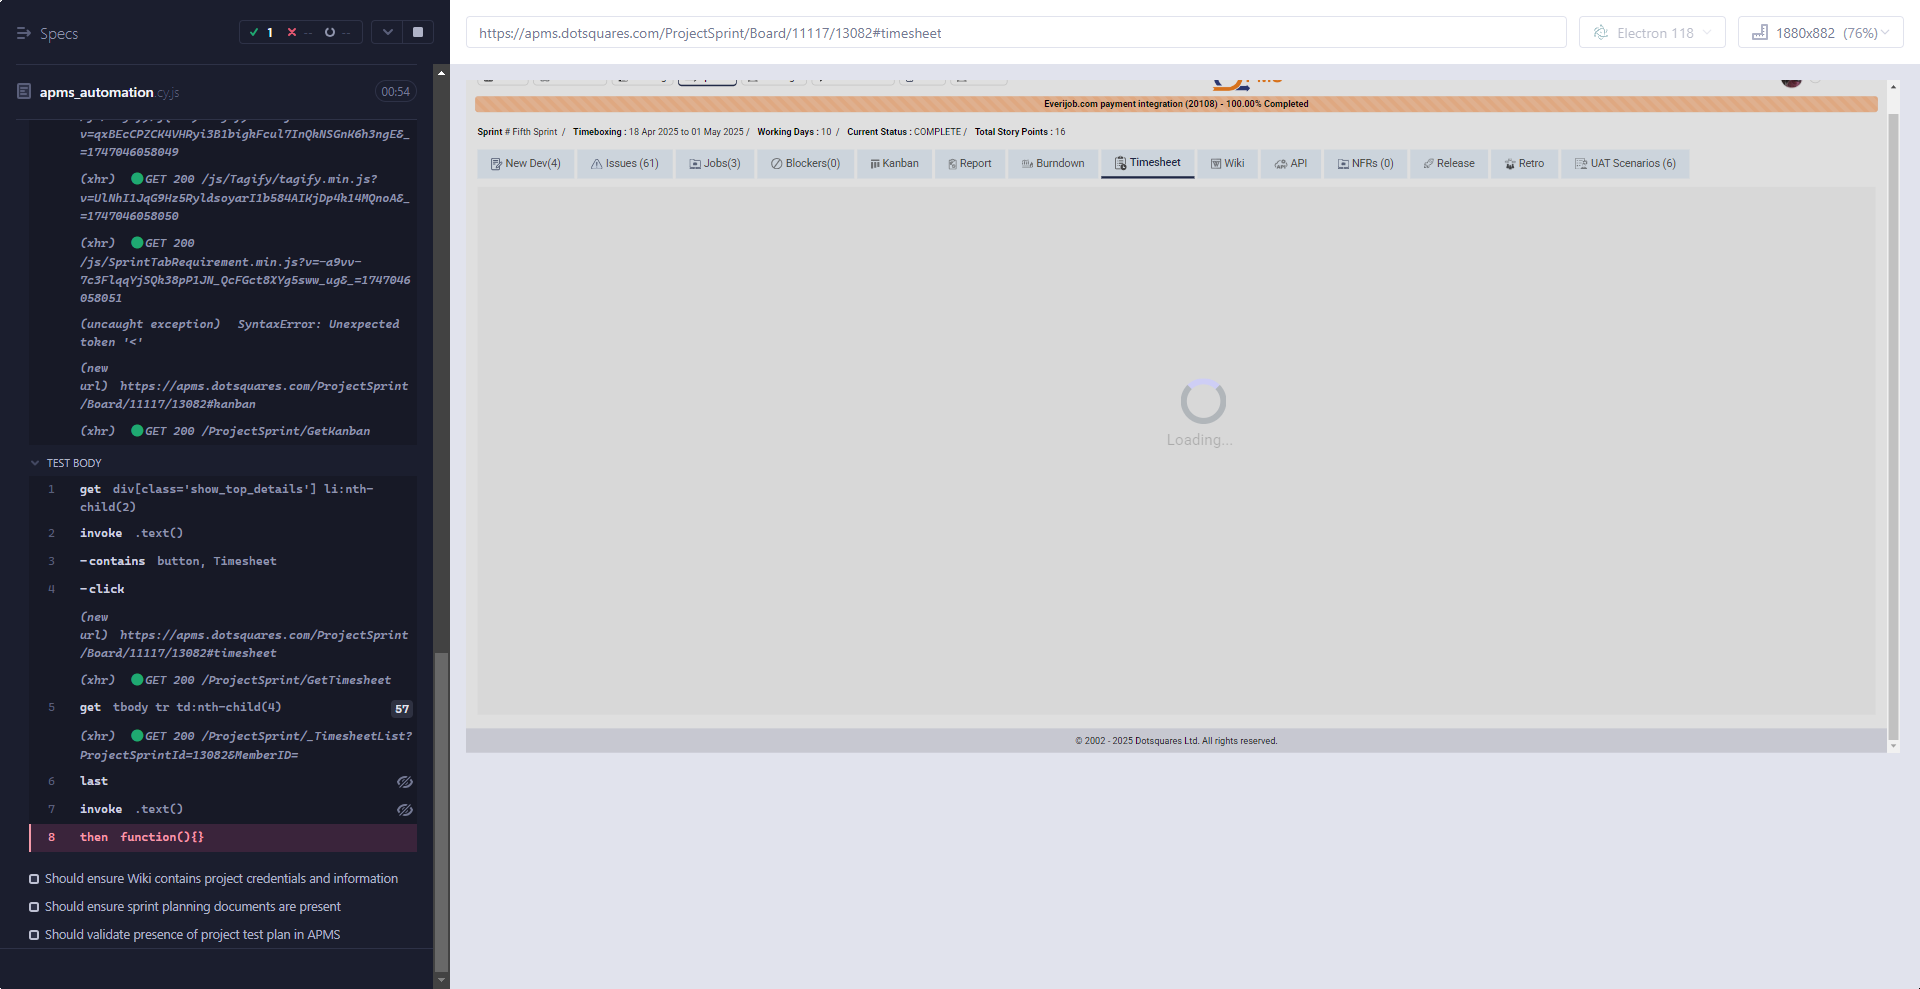 Specs
1
--
--
https://apms.dotsquares.com/ProjectSprint/Board/11117/13082#timesheet
Electron 118
1880x882 (76%)
apms_automation.cy.js
00:54
v=qxBEcCPZCK4VHRyi3B1bigkFcul7InQkNSGnK6h3ngE&_
=1747046058049
(xhr) GET 200 /js/Tagify/tagify.min.js?
v=UlNhI1JqG9Hz5RyldsoyarI1b584AIKjDp4k14MQnoA&_
=1747046058050
(xhr) GET 200
/js/SprintTabRequirement.min.js?v=-a9vv-
7c3FlqqYjSQk38pP1JN_QcFGct8XYg5sww_ug&_=1747046
058051
(uncaught exception) SyntaxError: Unexpected
token '<'
(new
url) https://apms.dotsquares.com/ProjectSprint
/Board/11117/13082#kanban
(xhr) GET 200 /ProjectSprint/GetKanban
TEST BODY
1 get div[class='show_top_details'] li:nth-
child(2)
2 invoke .text()
3 -contains button, Timesheet
4 -click
(new
url) https://apms.dotsquares.com/ProjectSprint
/Board/11117/13082#timesheet
(xhr) GET 200 /ProjectSprint/GetTimesheet
5 get tbody tr td:nth-child(4) 57
(xhr) GET 200 /ProjectSprint/_TimesheetList?
ProjectSprintId=13082&MemberID=
6 last
7 invoke .text()
8 then function(){}
Should ensure Wiki contains project credentials and information
Should ensure sprint planning documents are present
Should validate presence of project test plan in APMS
Everijob.com payment integration (20108) - 100.00% Completed
Sprint # Fifth Sprint / Timeboxing : 18 Apr 2025 to 01 May 2025 / Working Days : 10 / Current Status : COMPLETE / Total Story Points : 16
New Dev(4) Issues (61) Jobs(3) Blockers(0) Kanban Report Burndown Timesheet Wiki API NFRs (0) Release Retro UAT Scenarios (6)
Loading...
© 2002 - 2025 Dotsquares Ltd. All rights reserved.